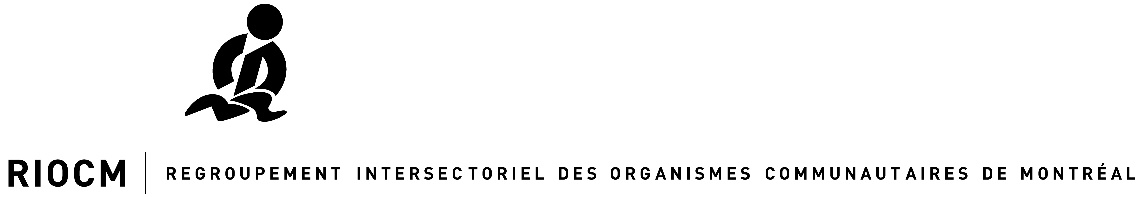 RIOCM | REGROUPEMENT INTERSECTORIEL DES ORGANISMES COMMUNAUTAIRES DE MONTRÉAL